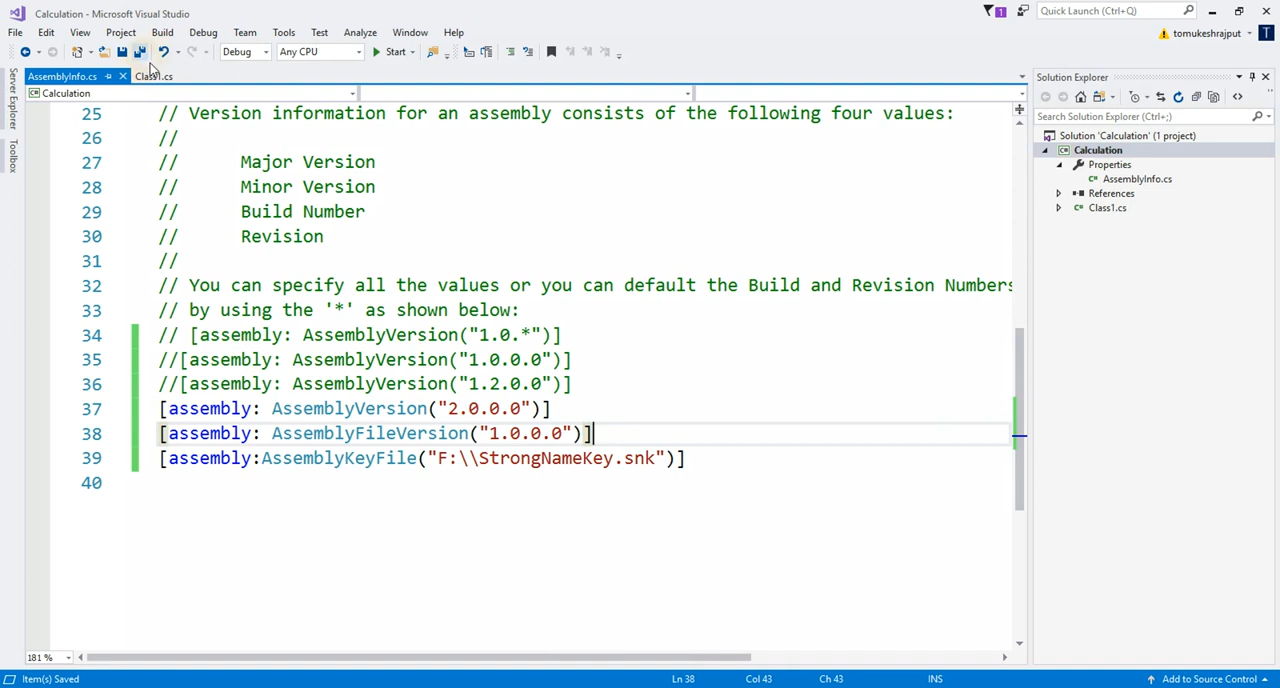 Calculation - Microsoft Visual Studio
1
Quick Launch (Ctrl+Q)
File Edit View Project Build Debug Team Tools Test Analyze Window Help
tomukeshrajput
T
Debug
Any CPU
Start
Server Explorer
Toolbox
AssemblyInfo.cs
Class1.cs
Calculation
25 // Version information for an assembly consists of the following four values:
26 //
27 // Major Version
28 // Minor Version
29 // Build Number
30 // Revision
31 //
32 // You can specify all the values or you can default the Build and Revision Numbers
33 // by using the '*' as shown below:
34 // [assembly: AssemblyVersion("1.0.*")]
35 //[assembly: AssemblyVersion("1.0.0.0")]
36 //[assembly: AssemblyVersion("1.2.0.0")]
37 [assembly: AssemblyVersion("2.0.0.0")]
38 [assembly: AssemblyFileVersion("1.0.0.0")]
39 [assembly:AssemblyKeyFile("F:\\StrongNameKey.snk")]
40
181 %
Solution Explorer
Search Solution Explorer (Ctrl+;)
Solution 'Calculation' (1 project)
C# Calculation
Properties
C# AssemblyInfo.cs
References
C# Class1.cs
Item(s) Saved
Ln 38
Col 43
Ch 43
INS
Add to Source Control